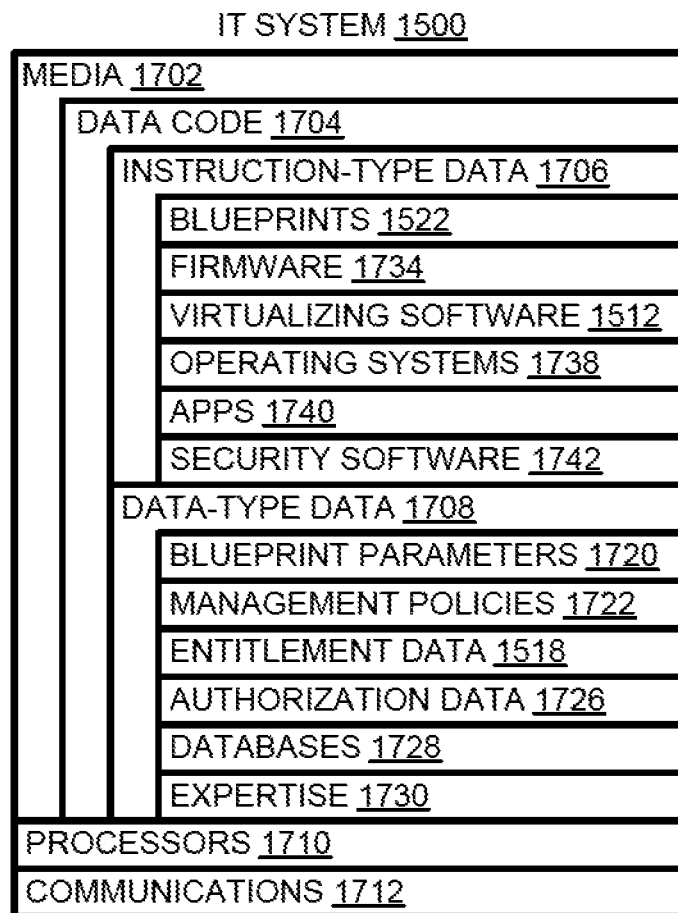 IT SYSTEM 1500
MEDIA 1702
DATA CODE 1704
INSTRUCTION-TYPE DATA 1706
BLUEPRINTS 1522
FIRMWARE 1734
VIRTUALIZING SOFTWARE 1512
OPERATING SYSTEMS 1738
APPS 1740
SECURITY SOFTWARE 1742
DATA-TYPE DATA 1708
BLUEPRINT PARAMETERS 1720
MANAGEMENT POLICIES 1722
ENTITLEMENT DATA 1518
AUTHORIZATION DATA 1726
DATABASES 1728
EXPERTISE 1730
PROCESSORS 1710
COMMUNICATIONS 1712